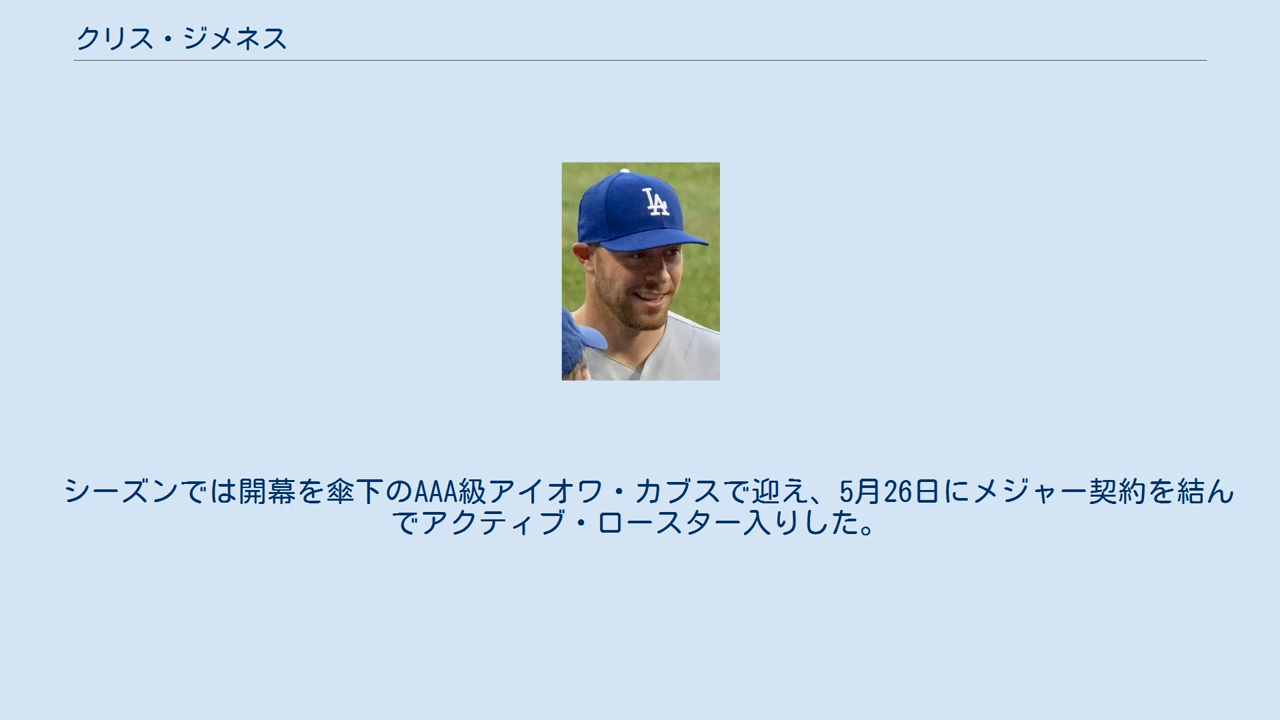 クリス・ジメネス
LA
シーズンでは開幕を傘下のAAA級アイオワ・カブスで迎え、5月26日にメジャー契約を結ん
でアクティブ・ロースター入りした。